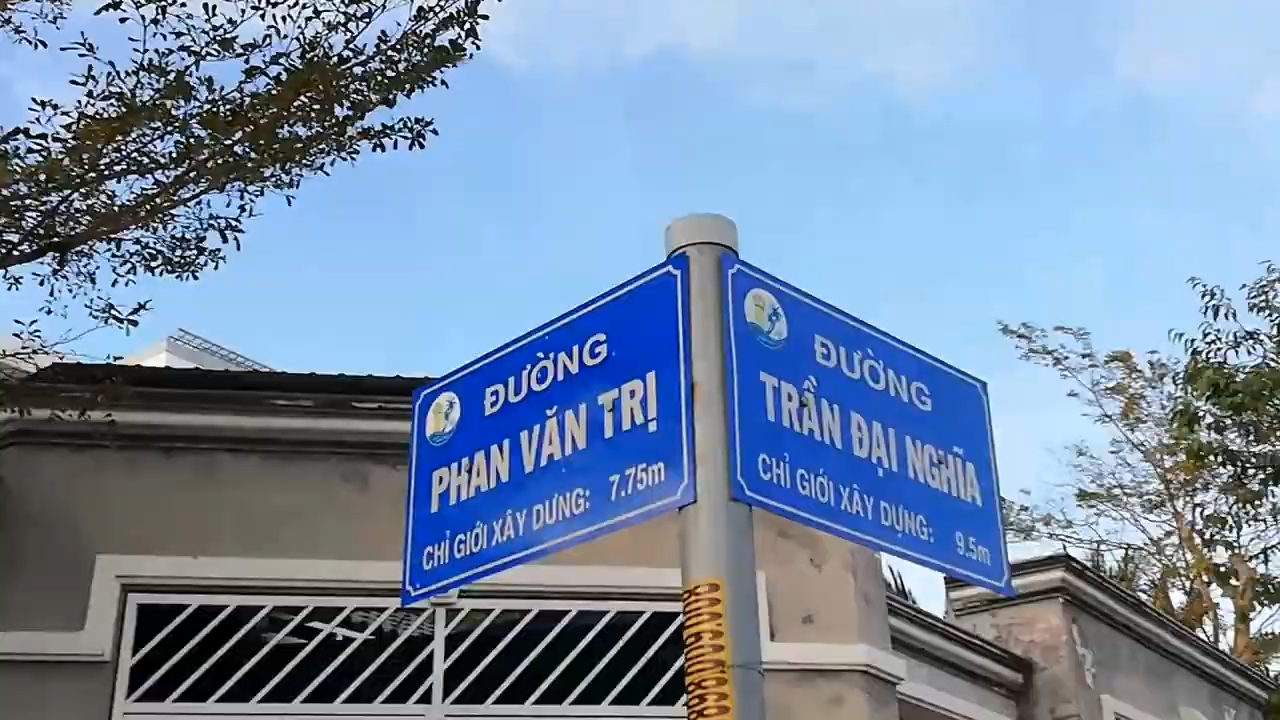 ĐƯỜNG
PHAN VĂN TRỊ
CHỈ GIỚI XÂY DỰNG: 7.75m
ĐƯỜNG
TRẦN ĐẠI NGHĨA
CHỈ GIỚI XÂY DỰNG: 9.5m